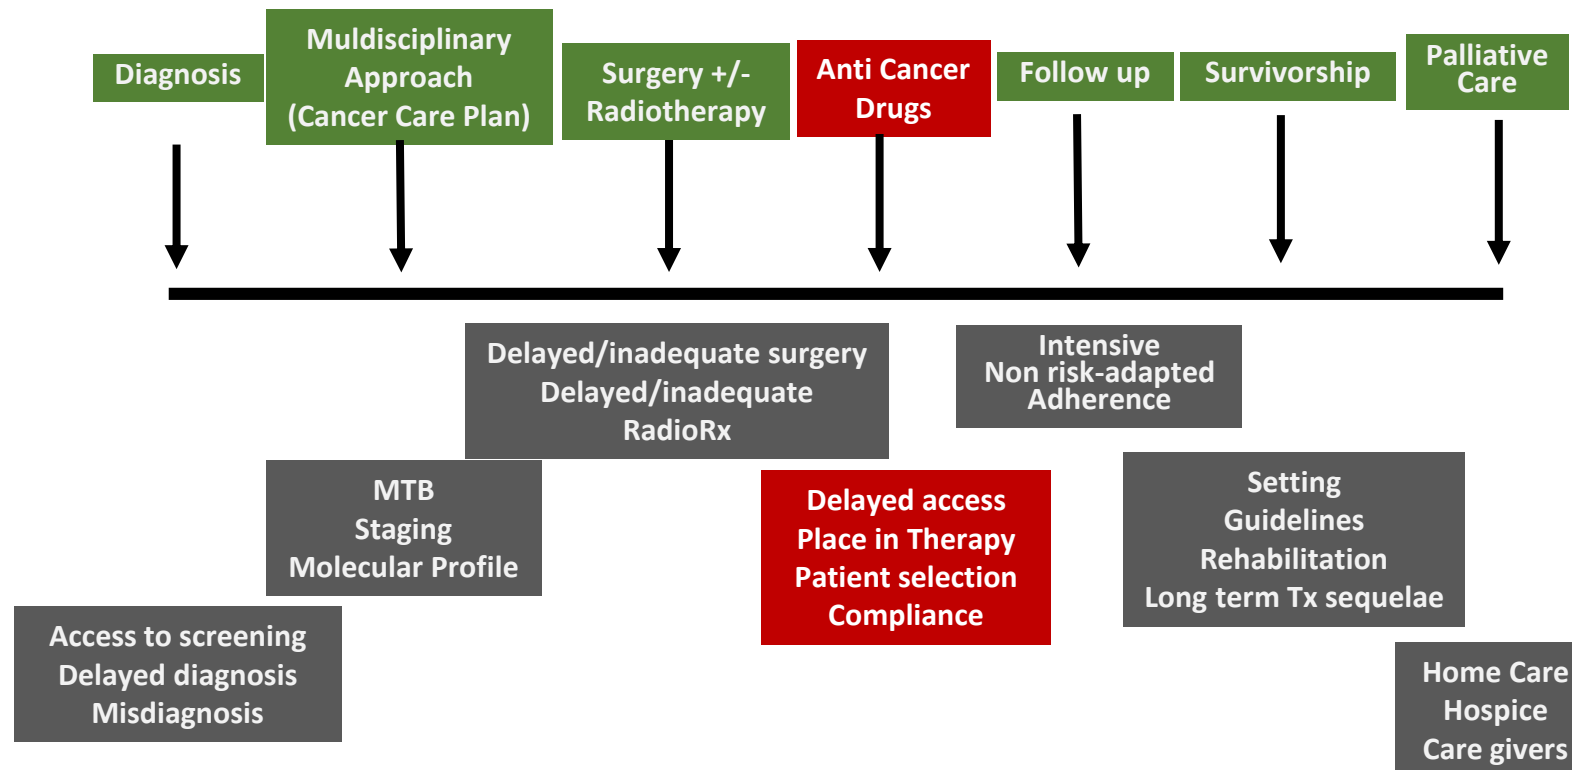 Diagnosis
Muldisciplinary
Approach
(Cancer Care Plan)
Surgery +/-
Radiotherapy
Anti Cancer
Drugs
Follow up
Survivorship
Palliative
Care
Delayed/inadequate surgery
Delayed/inadequate
RadioRx
Intensive
Non risk-adapted
Adherence
MTB
Staging
Molecular Profile
Delayed access
Place in Therapy
Patient selection
Compliance
Setting
Guidelines
Rehabilitation
Long term Tx sequelae
Access to screening
Delayed diagnosis
Misdiagnosis
Home Care
Hospice
Care givers